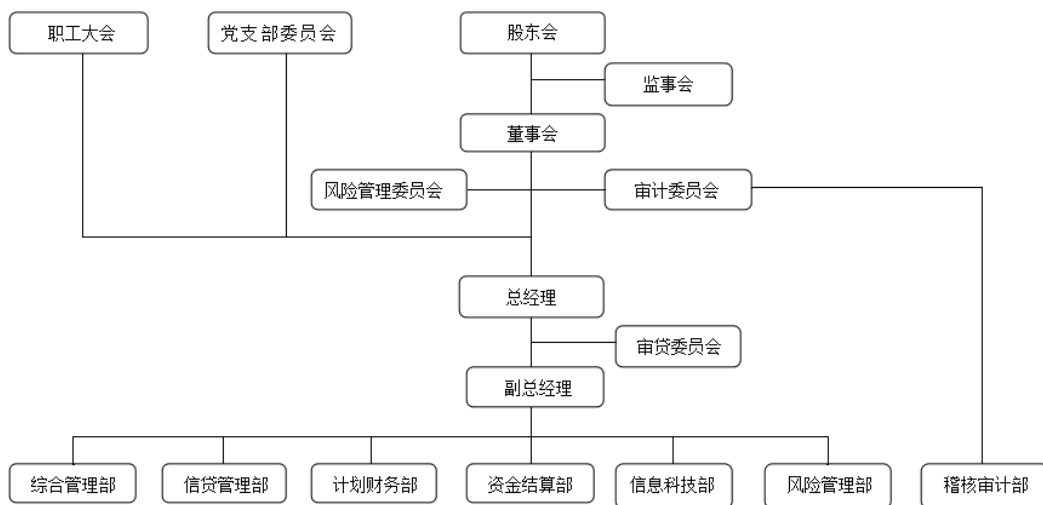 职工大会
党支部委员会
股东会
监事会
董事会
风险管理委员会
审计委员会
总经理
审贷委员会
副总经理
综合管理部
信贷管理部
计划财务部
资金结算部
信息科技部
风险管理部
稽核审计部